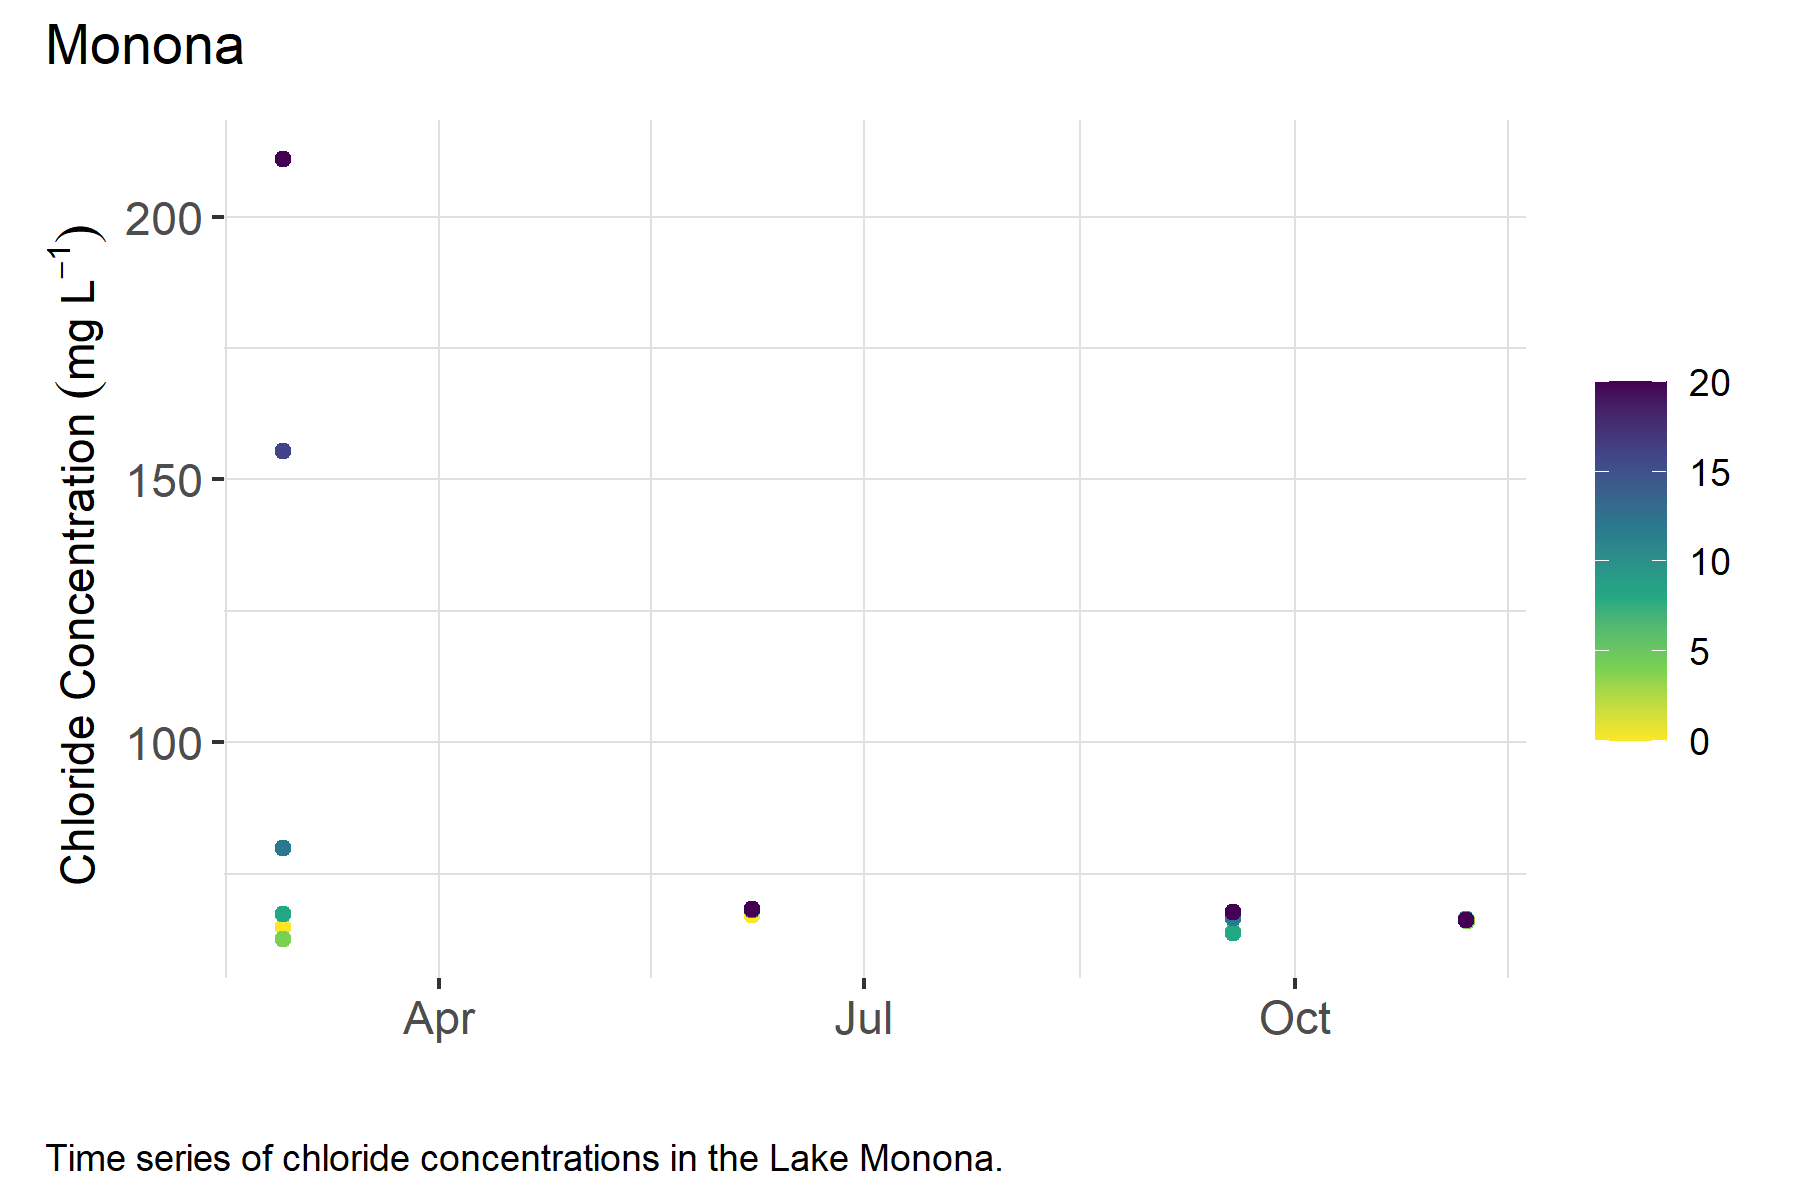 Monona
Chloride Concentration (mg L⁻¹)
200
150
100
Apr Jul Oct
20
15
10
5
0
Time series of chloride concentrations in the Lake Monona.